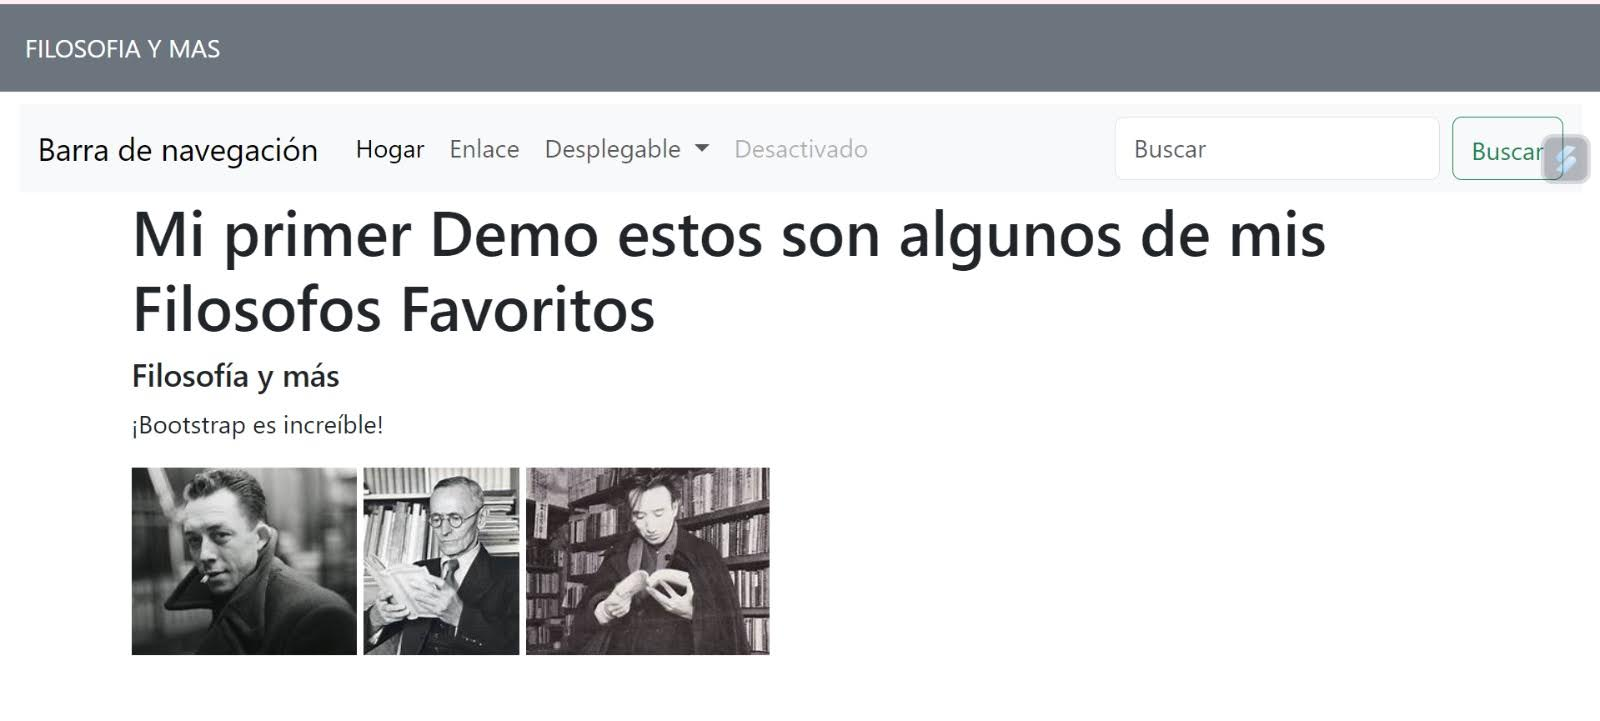 FILOSOFIA Y MAS
Barra de navegación Hogar Enlace Desplegable Desactivado Buscar Buscar
Mi primer Demo estos son algunos de mis
Filosofos Favoritos
Filosofía y más
¡Bootstrap es increíble!